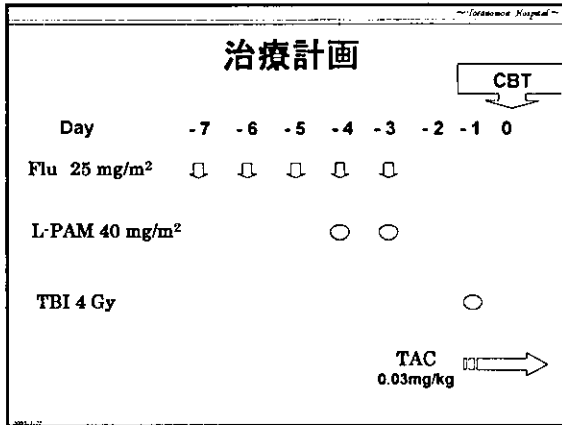 ~Toranomon Hospital~
治療計画
CBT
Day -7 -6 -5 -4 -3 -2 -1 0
Flu 25 mg/m²
L-PAM 40 mg/m²
TBI 4 Gy
TAC
0.03mg/kg